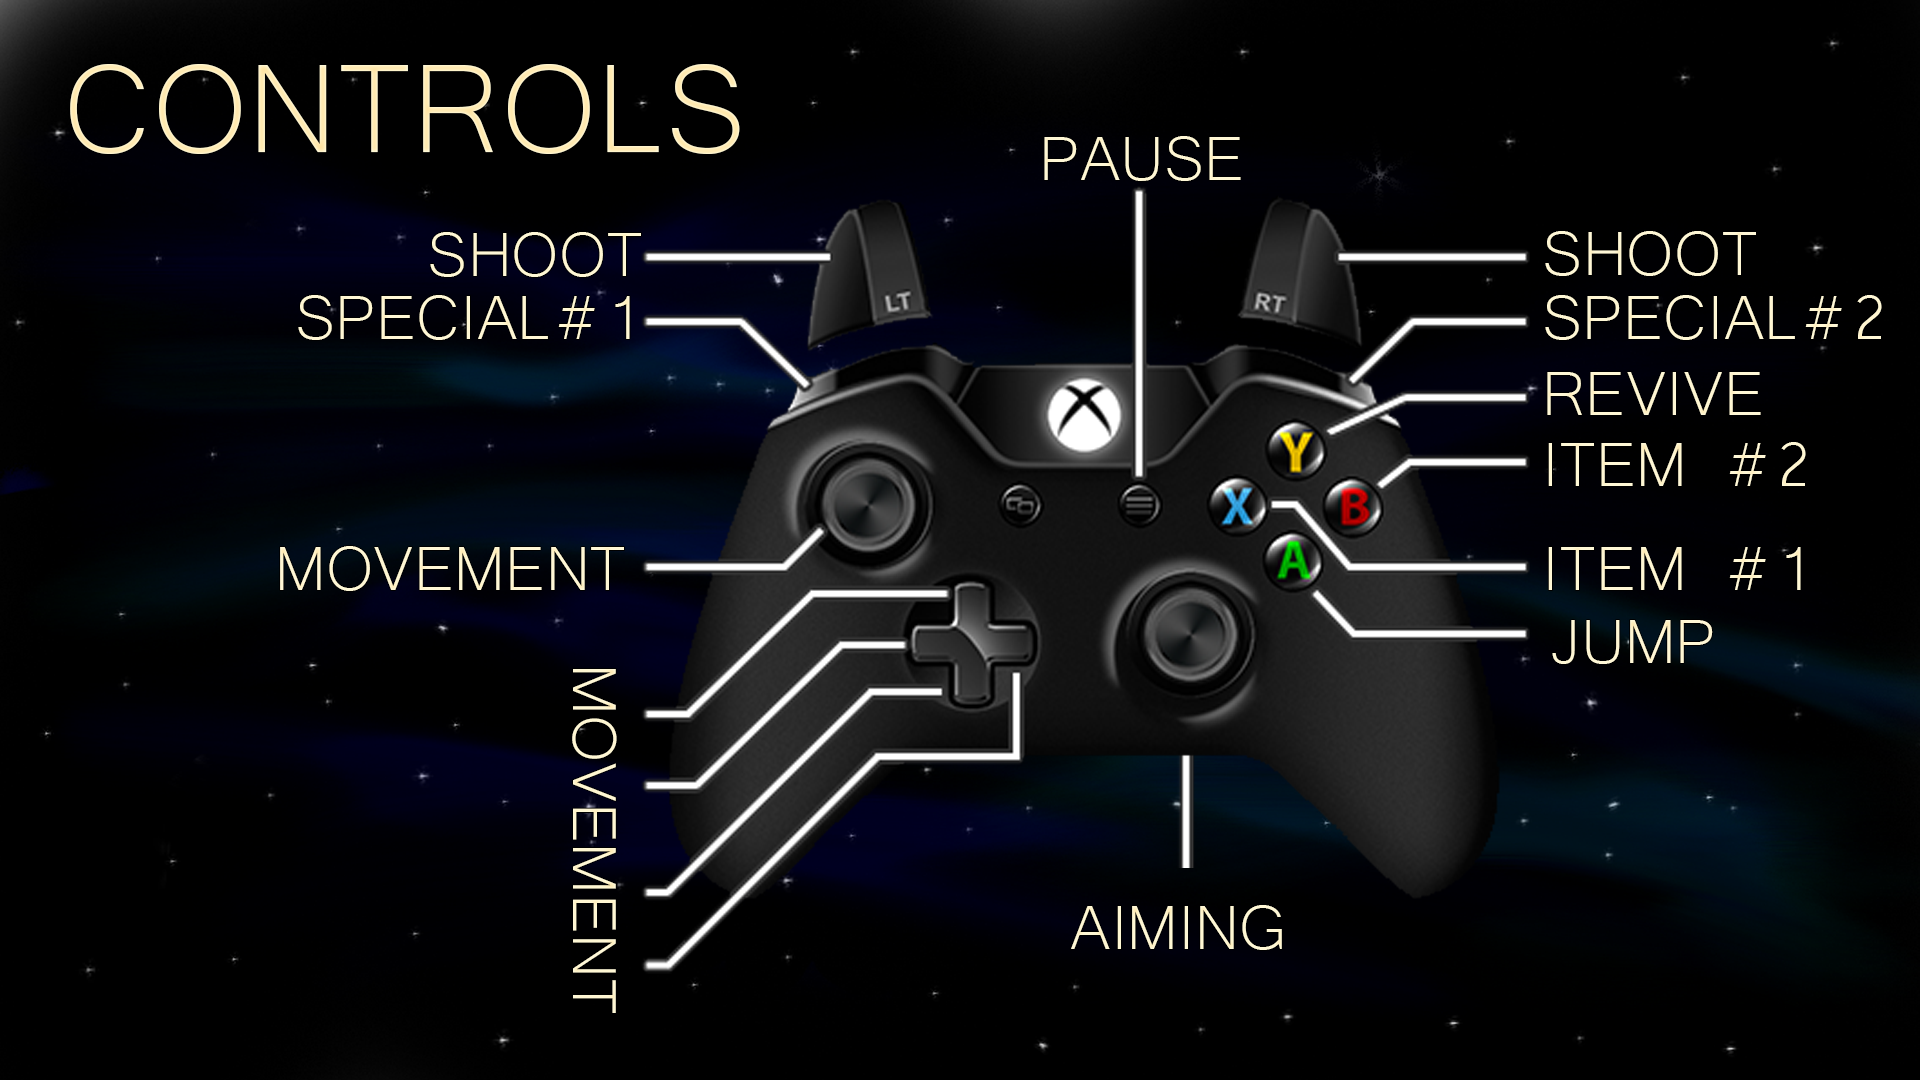 CONTROLS
PAUSE
SHOOT
SPECIAL#1
LT
RT
SHOOT
SPECIAL#2
REVIVE
ITEM #2
Y
X
B
A
MOVEMENT
ITEM #1
JUMP
MOVEMENT
AIMING